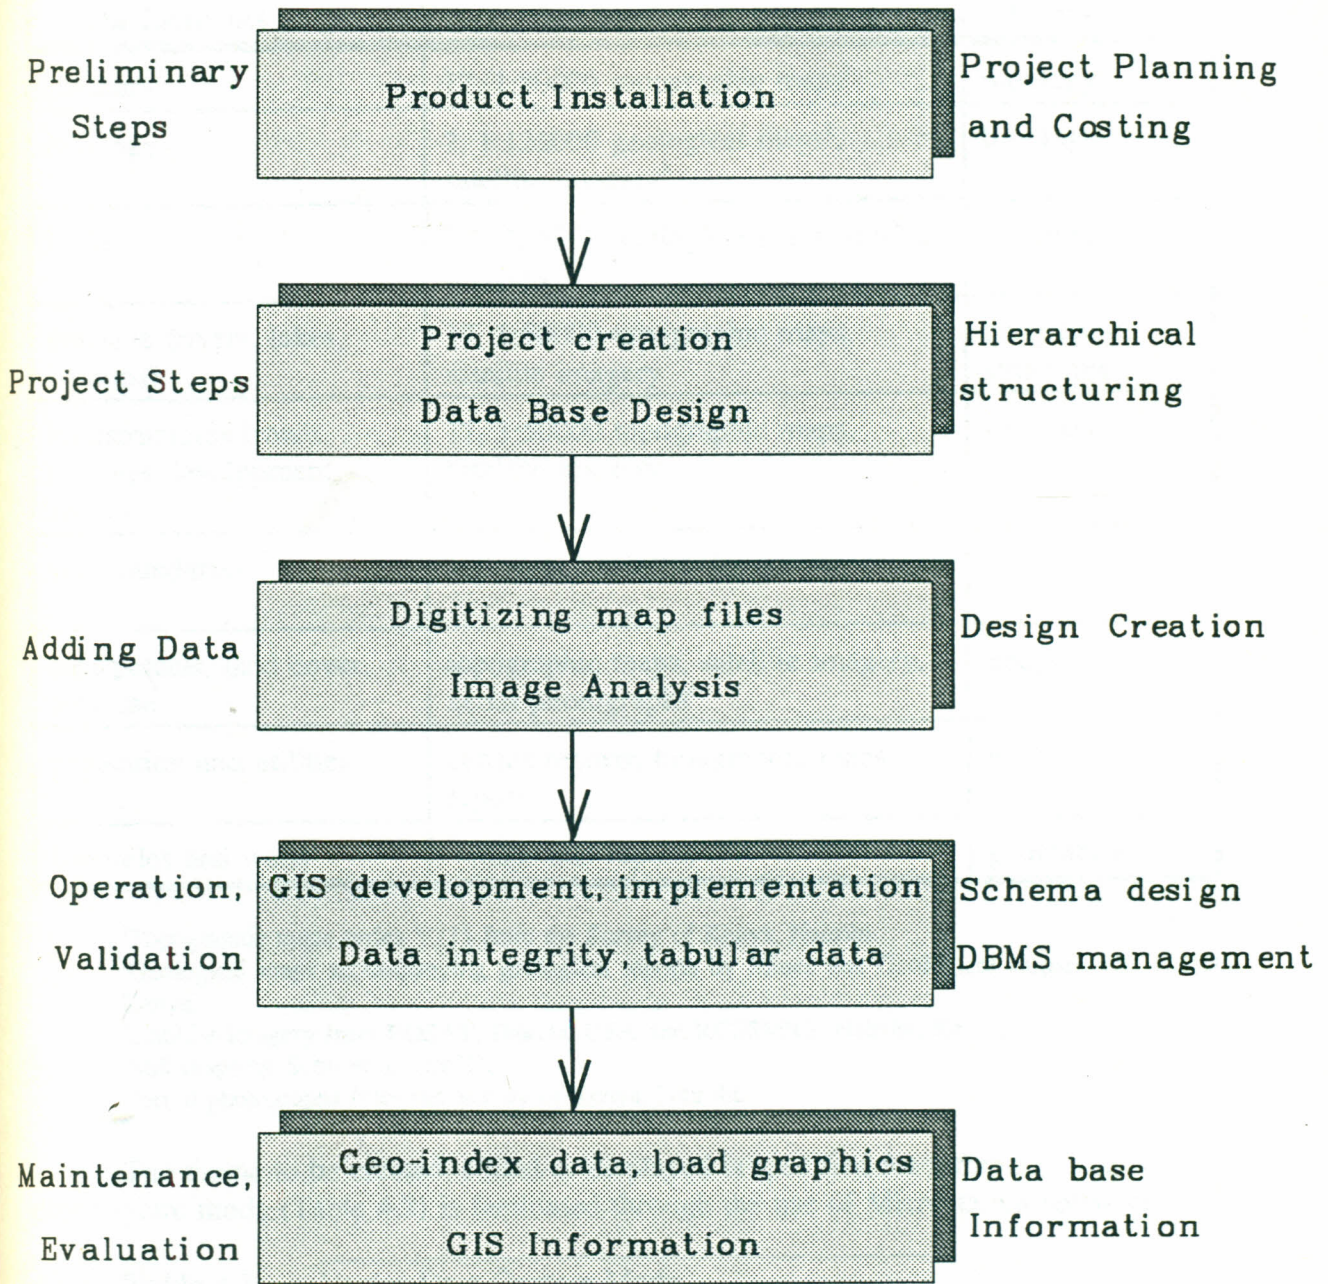 Preliminary
Steps
Product Installation
Project Planning
and Costing
Project Steps
Project creation
Data Base Design
Hierarchical
structuring
Adding Data
Digitizing map files
Image Analysis
Design Creation
Operation,
Validation
GIS development, implementation
Data integrity, tabular data
Schema design
DBMS management
Maintenance,
Evaluation
Geo-index data, load graphics
GIS Information
Data base
Information